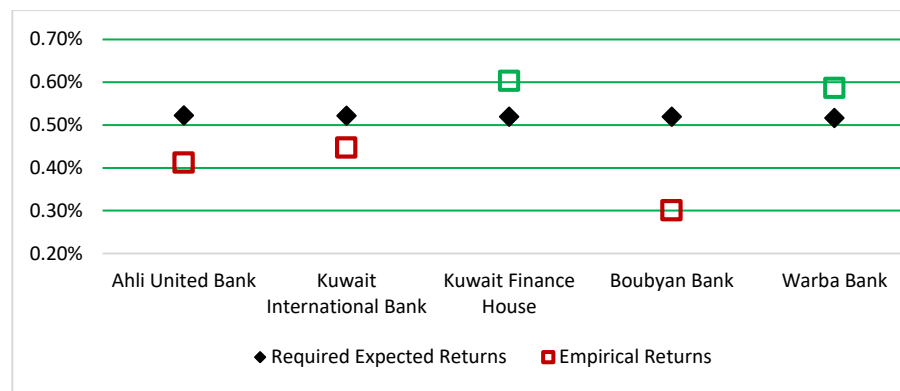 0.70%
0.60%
0.50%
0.40%
0.30%
0.20%
Ahli United Bank
Kuwait
International Bank
Kuwait Finance
House
Boubyan Bank
Warba Bank
Required Expected Returns
Empirical Returns